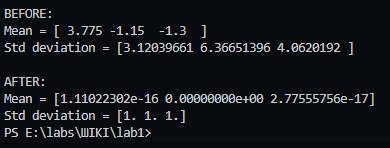 BEFORE:
Mean = [ 3.775 -1.15  -1.3  ]
Std deviation = [3.12039661 6.36651396 4.0620192 ]
AFTER:
Mean = [1.11022302e-16 0.00000000e+00 2.77555756e-17]
Std deviation = [1. 1. 1.]
PS E:\labs\WIKI\lab1>